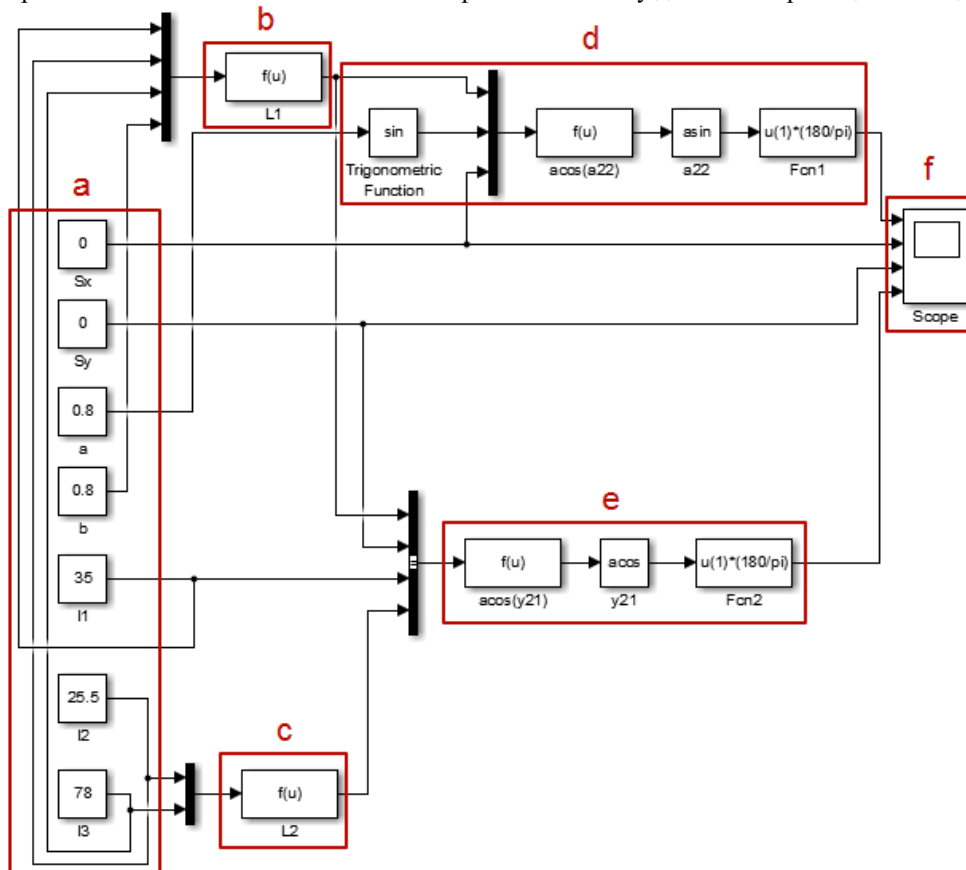 b
d
f(u)
L1
sin
Trigonometric
Function
f(u)
acos(a22)
asin
a22
u(1)*(180/pi)
Fcn1
a
f
0
Sx
Scope
0
Sy
0.8
a
0.8
b
e
35
l1
f(u)
acos(y21)
acos
y21
u(1)*(180/pi)
Fcn2
25.5
l2
c
78
l3
f(u)
L2